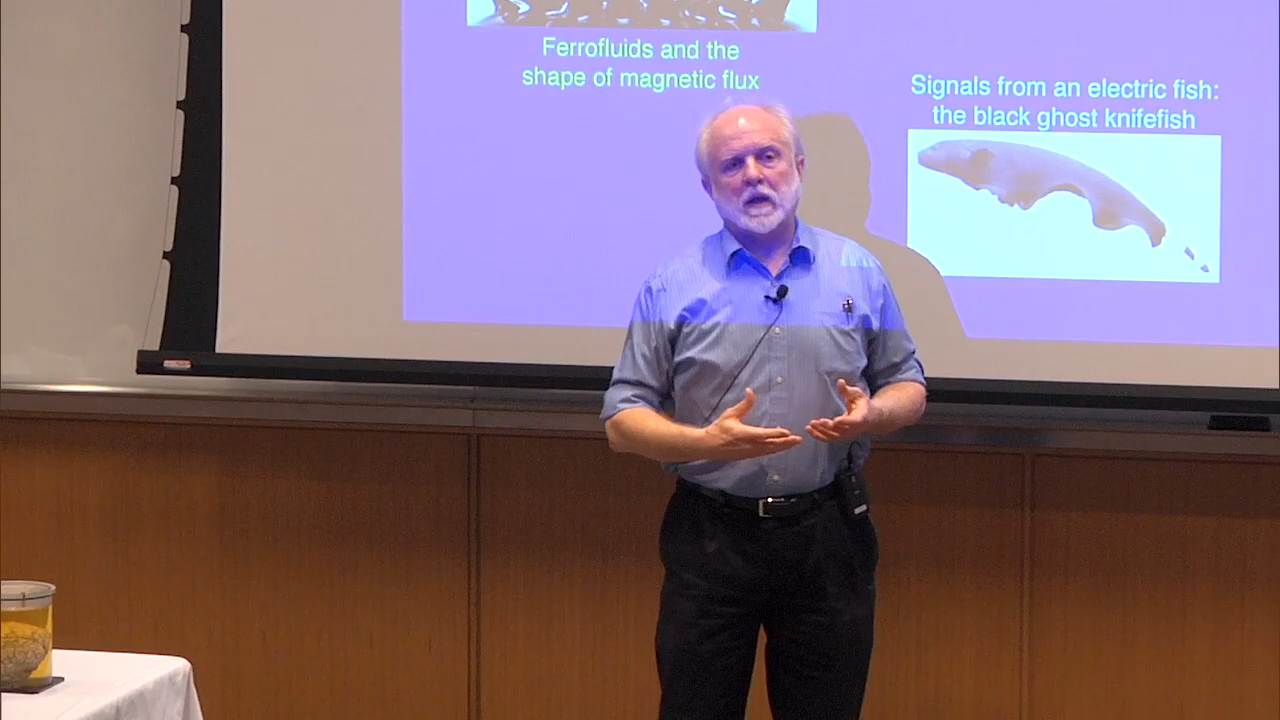 Ferrofluids and the
shape of magnetic flux
Signals from an electric fish:
the black ghost knifefish